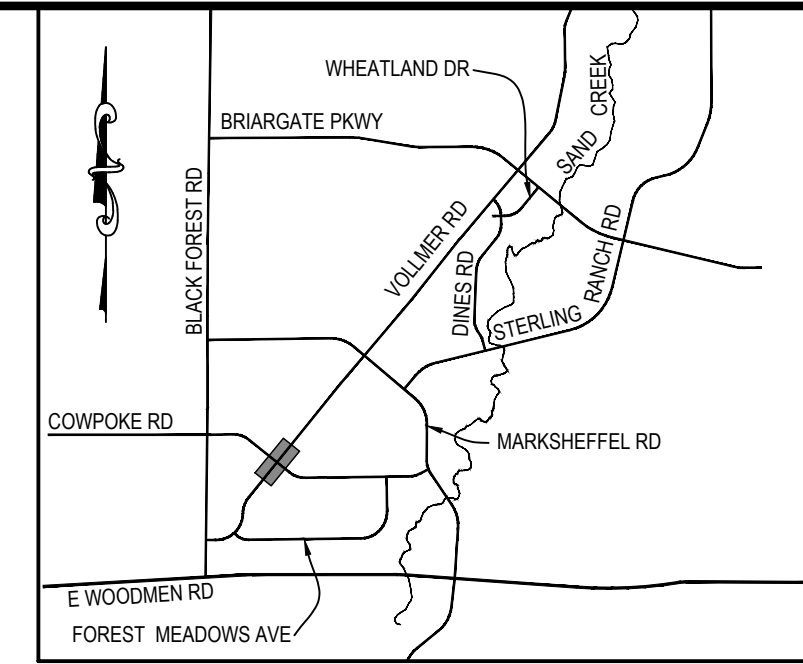 WHEATLAND DR
BRIARGATE PKWY
SAND CREEK
BLACK FOREST RD
VOLLMER RD
DINES RD
STERLING RANCH RD
COWPOKE RD
MARKSHEFFEL RD
E WOODMEN RD
FOREST MEADOWS AVE